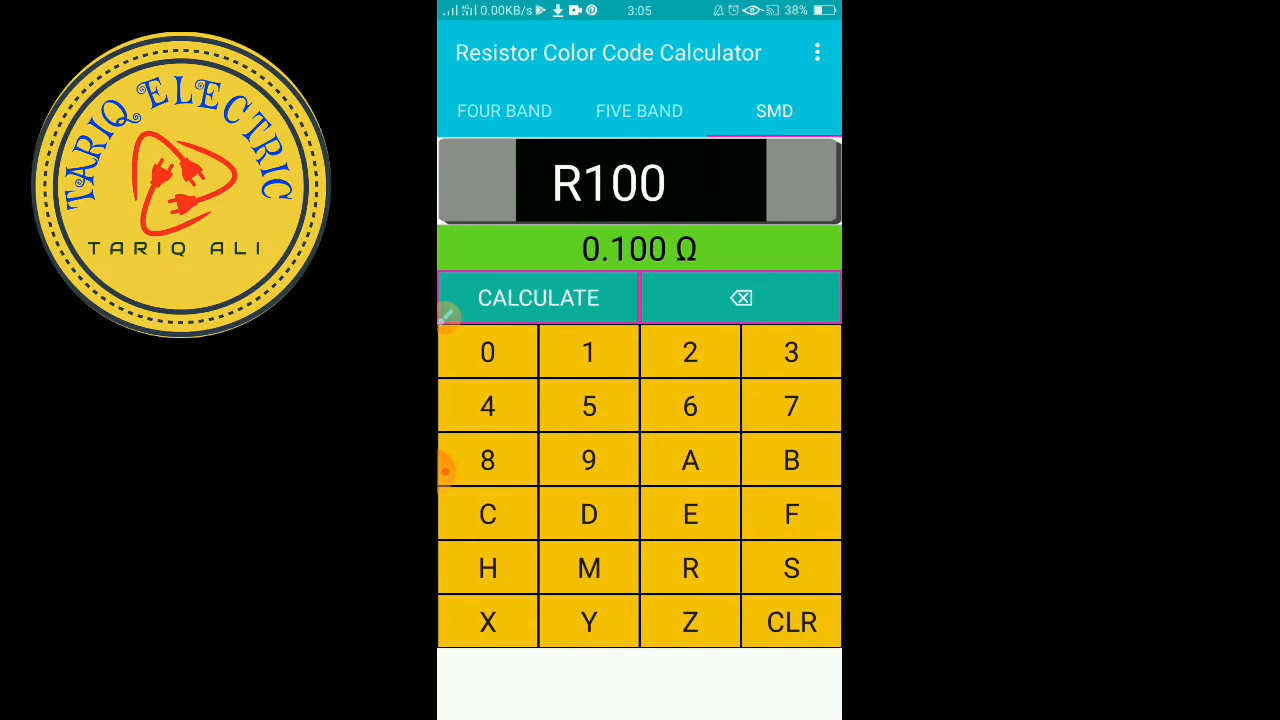 TARIQ ELECTRIC
TARIQ ALI
0.00KB/s 3:05 38%
Resistor Color Code Calculator
FOUR BAND FIVE BAND SMD
R100
0.100 Ω
CALCULATE
0 1 2 3
4 5 6 7
8 9 A B
C D E F
H M R S
X Y Z CLR